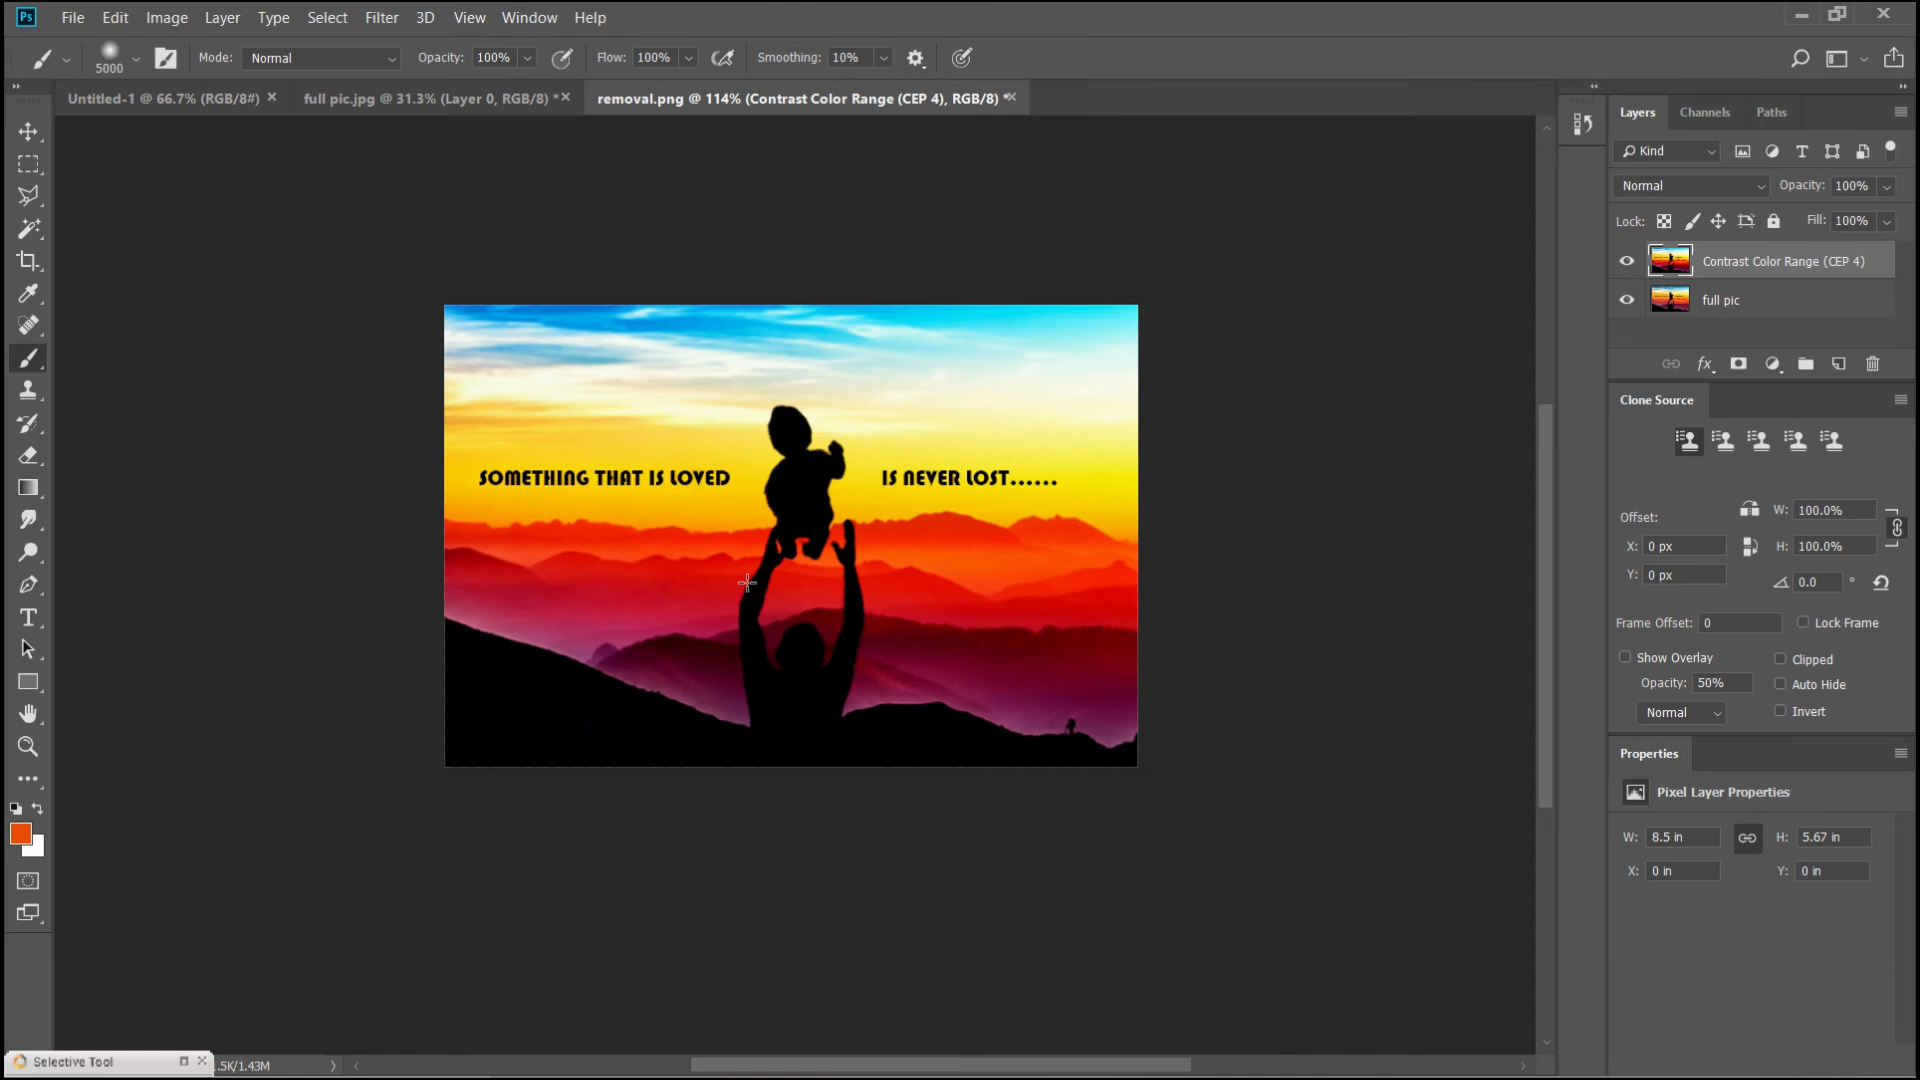 Ps File Edit Image Layer Type Select Filter 3D View Window Help
5000 Mode: Normal Opacity: 100% Flow: 100% Smoothing: 10%
Untitled-1 @ 66.7% (RGB/8#) × full pic.jpg @ 31.3% (Layer 0, RGB/8) * × removal.png @ 114% (Contrast Color Range (CEP 4), RGB/8) * ×
Layers Channels Paths
Kind
Normal Opacity: 100%
Lock: Fill: 100%
Contrast Color Range (CEP 4)
full pic
fx
SOMETHING THAT IS LOVED IS NEVER LOST......
Clone Source
Offset: W: 100.0%
X: 0 px H: 100.0%
Y: 0 px 0.0 °
Frame Offset: 0 Lock Frame
Show Overlay Clipped
Opacity: 50% Auto Hide
Normal Invert
Properties
Pixel Layer Properties
W: 8.5 in H: 5.67 in
X: 0 in Y: 0 in
Selective Tool .5K/1.43M